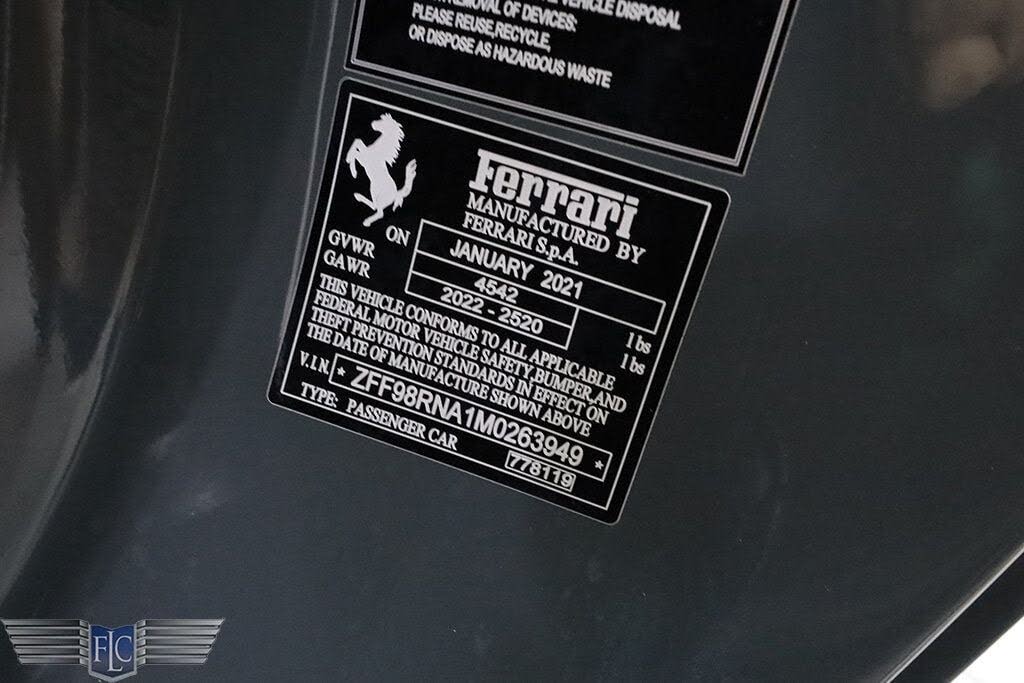 VEHICLE DISPOSAL
REMOVAL OF DEVICES:
PLEASE REUSE,RECYCLE,
OR DISPOSE AS HAZARDOUS WASTE
Ferrari
MANUFACTURED BY
FERRARI S.p.A.
ON JANUARY 2021
GVWR 4542 lbs
GAWR 2022 - 2520 lbs
THIS VEHICLE CONFORMS TO ALL APPLICABLE
FEDERAL MOTOR VEHICLE SAFETY,BUMPER,AND
THEFT PREVENTION STANDARDS IN EFFECT ON
THE DATE OF MANUFACTURE SHOWN ABOVE
V.I.N. * ZFF98RNA1M0263949 *
TYPE: PASSENGER CAR 778119
FLC